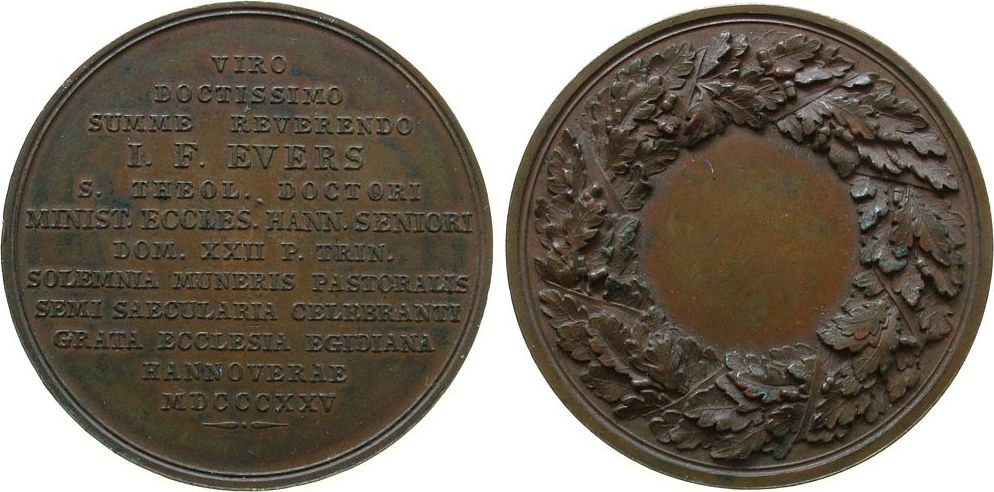 VIRO
DOCTISSIMO
SUMME REVERENDO
I. F. EVERS
S. THEOL. DOCTORI
MINIST. ECCLES. HANN. SENIORI
DOM. XXII P. TRIN.
SOLEMNIA MUNERIS PASTORALIS
SEMI SAECULARIA CELEBRANTI
GRATA ECCLESIA EGIDIANA
HANNOVERAE
MDCCCXXV